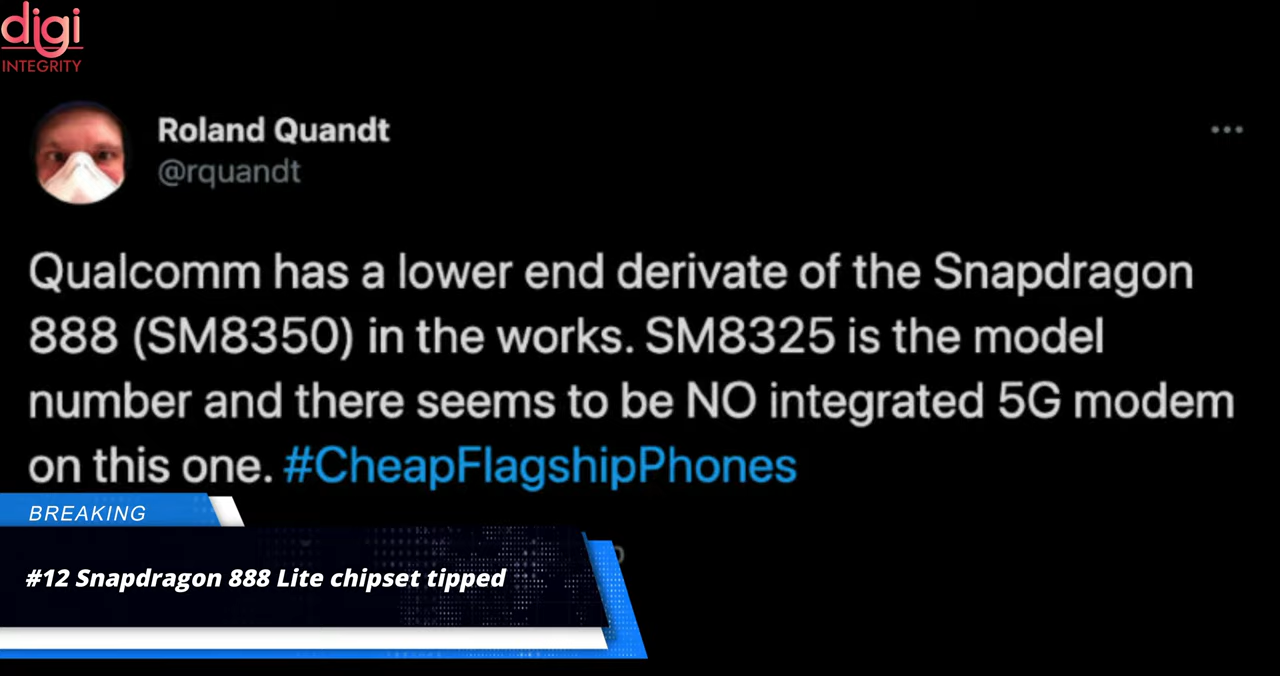 digi
INTEGRITY
Roland Quandt
@rquandt
Qualcomm has a lower end derivate of the Snapdragon
888 (SM8350) in the works. SM8325 is the model
number and there seems to be NO integrated 5G modem
on this one. #CheapFlagshipPhones
BREAKING
#12 Snapdragon 888 Lite chipset tipped